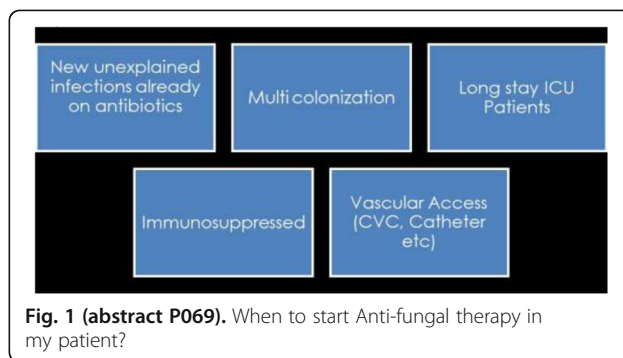 New unexplained
infections already
on antibiotics
Multi colonization
Long stay ICU
Patients
Immunosuppressed
Vascular Access
(CVC, Catheter
etc)
Fig. 1 (abstract P069). When to start Anti-fungal therapy in
my patient?